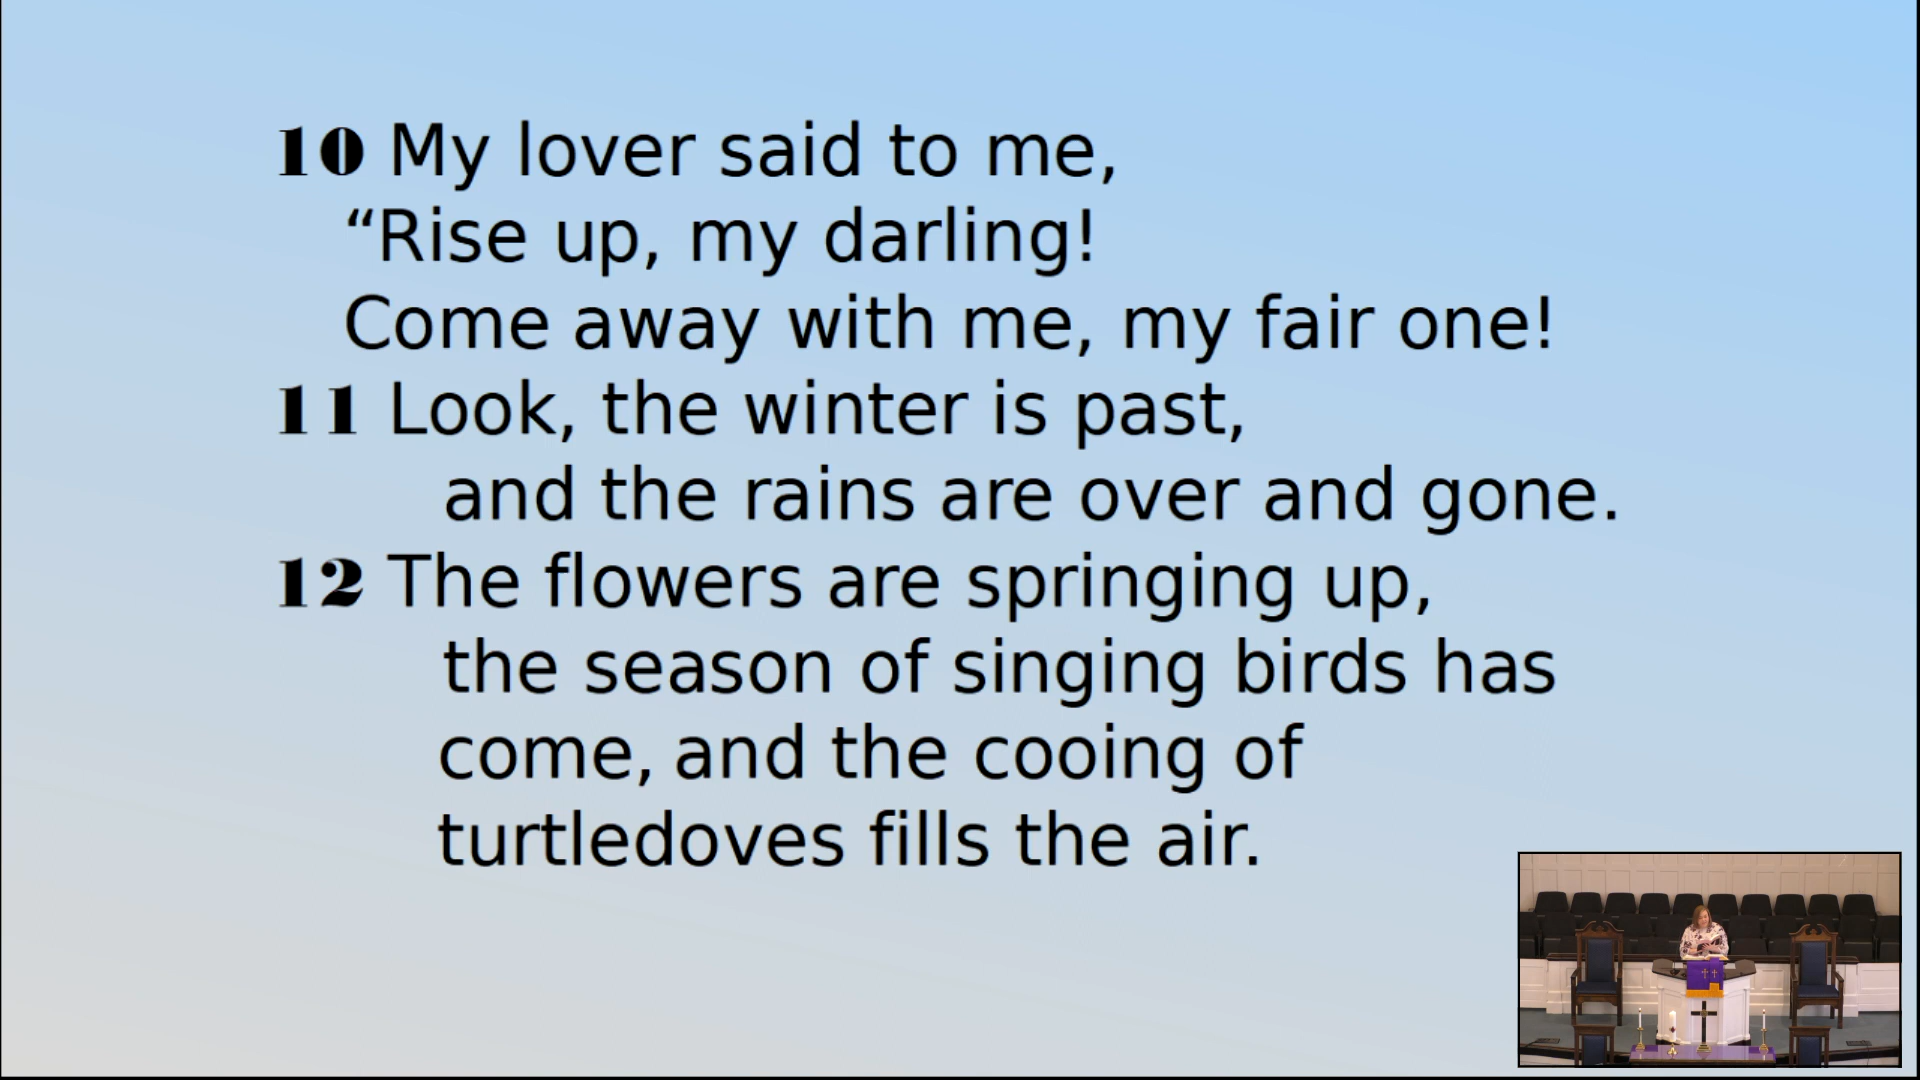 10 My lover said to me,
“Rise up, my darling!
Come away with me, my fair one!
11 Look, the winter is past,
and the rains are over and gone.
12 The flowers are springing up,
the season of singing birds has
come, and the cooing of
turtledoves fills the air.